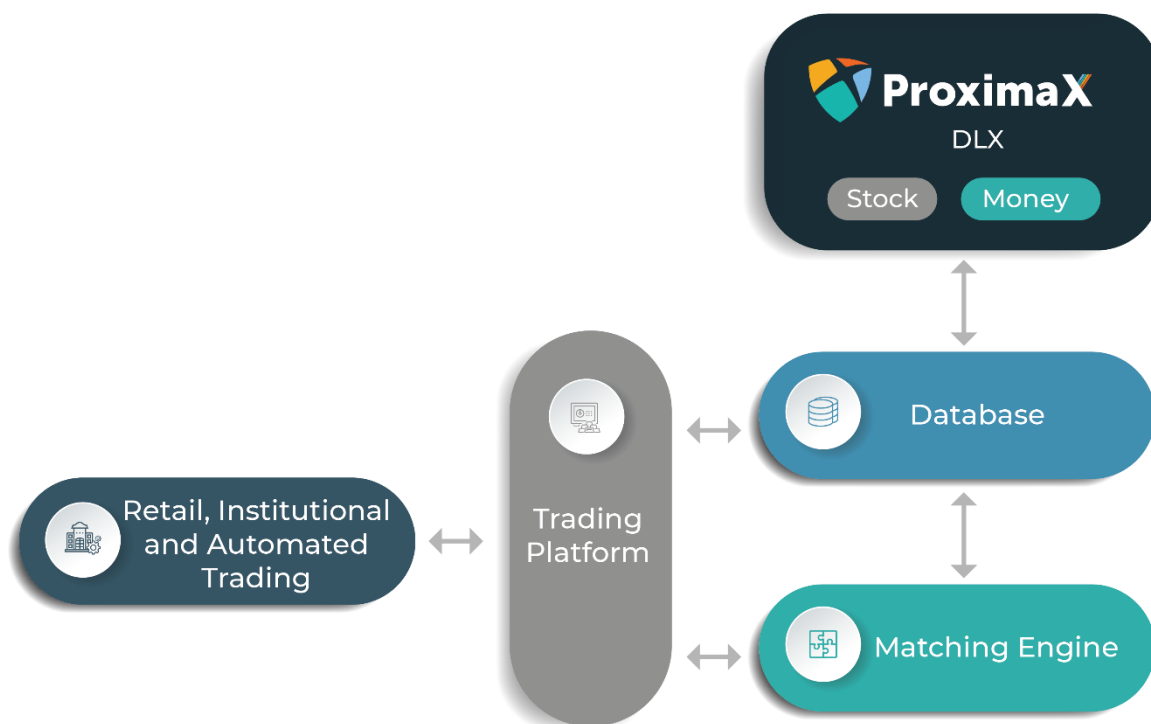 ProximaX
DLX
Stock
Money
Database
Trading
Platform
Retail, Institutional
and Automated
Trading
Matching Engine